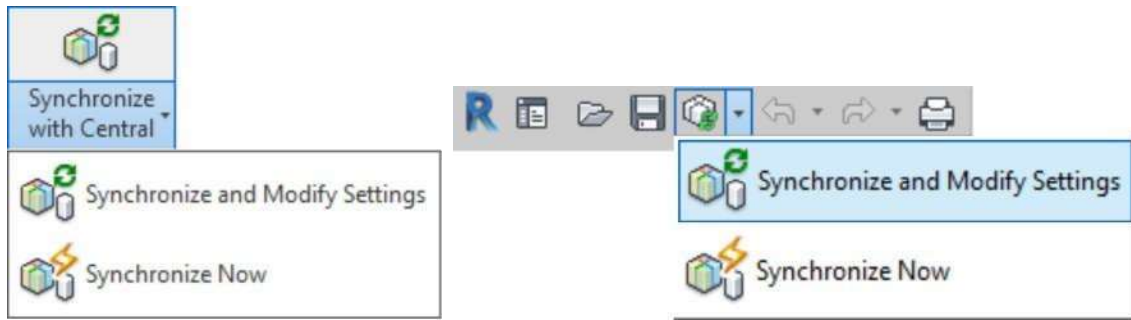 Synchronize
with Central
Synchronize and Modify Settings
Synchronize Now
R
Synchronize and Modify Settings
Synchronize Now